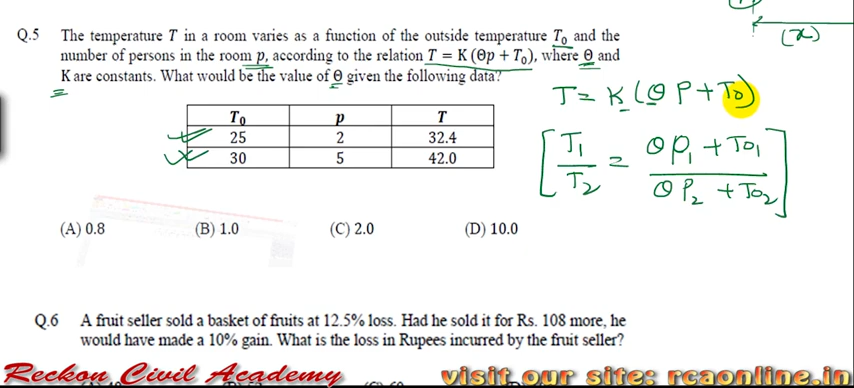 (x)
Q.5 The temperature T in a room varies as a function of the outside temperature T₀ and the
number of persons in the room p, according to the relation T = K (Θp + T₀), where Θ and
K are constants. What would be the value of Θ given the following data?
T = K (θ P + T₀)
T₀ p T
25 2 32.4
30 5 42.0
[T₁/T₂ = (θP₁ + T₀₁)/(θP₂ + T₀₂)]
(A) 0.8 (B) 1.0 (C) 2.0 (D) 10.0
Q.6 A fruit seller sold a basket of fruits at 12.5% loss. Had he sold it for Rs. 108 more, he
would have made a 10% gain. What is the loss in Rupees incurred by the fruit seller?
Reckon Civil Academy visit our site: rcaonline.in